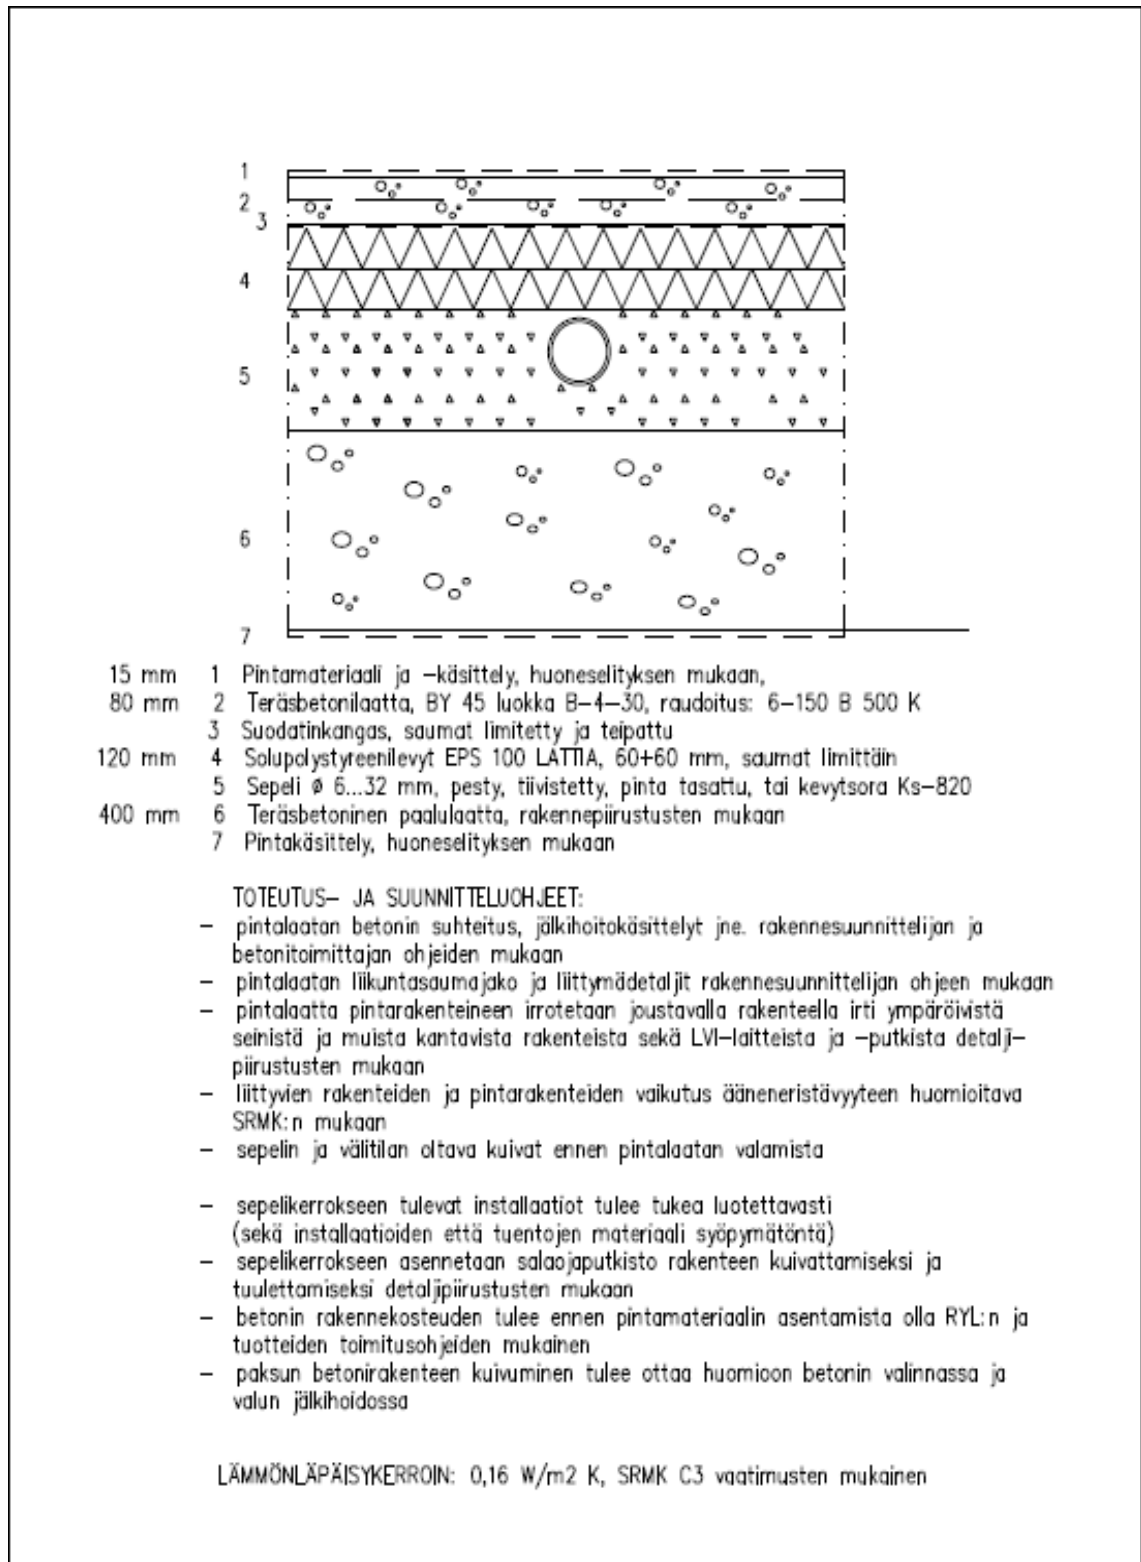 1
2
3
4
5
6
7
15 mm 1 Pintamateriaali ja –käsittely, huoneselityksen mukaan,
80 mm 2 Teräsbetonilaatta, BY 45 luokka B–4–30, raudoitus: 6–150 B 500 K
3 Suodatinkangas, saumat limitetty ja teipattu
120 mm 4 Solupolystyreenilevyt EPS 100 LATTIA, 60+60 mm, saumat limittäin
5 Sepeli ø 6...32 mm, pesty, tiivistetty, pinta tasattu, tai kevytsora Ks–820
400 mm 6 Teräsbetoninen paalulaatta, rakennepiirustusten mukaan
7 Pintakäsittely, huoneselityksen mukaan
TOTEUTUS– JA SUUNNITTELUOHJEET:
– pintalaatan betonin suhteitus, jälkihoitokäsittelyt jne. rakennesuunnittelijan ja
betonitoimittajan ohjeiden mukaan
– pintalaatan liikuntasaumajako ja liittymädetaljit rakennesuunnittelijan ohjeen mukaan
– pintalaatta pintarakenteineen irrotetaan joustavalla rakenteella irti ympäröivistä
seinistä ja muista kantavista rakenteista sekä LVI–laitteista ja –putkista detalji–
piirustusten mukaan
– liittyvien rakenteiden ja pintarakenteiden vaikutus ääneneristävyyteen huomioitava
SRMK:n mukaan
– sepelin ja välitilan oltava kuivat ennen pintalaatan valamista
– sepelikerrokseen tulevat installaatiot tulee tukea luotettavasti
(sekä installaatioiden että tuentojen materiaali syöpymätöntä)
– sepelikerrokseen asennetaan salaojaputkisto rakenteen kuivattamiseksi ja
tuulettamiseksi detaljipiirustusten mukaan
– betonin rakennekosteuden tulee ennen pintamateriaalin asentamista olla RYL:n ja
tuotteiden toimitusohjeiden mukainen
– paksun betonirakenteen kuivuminen tulee ottaa huomioon betonin valinnassa ja
valun jälkihoidossa
LÄMMÖNLÄPÄISYKERROIN: 0,16 W/m2 K, SRMK C3 vaatimusten mukainen